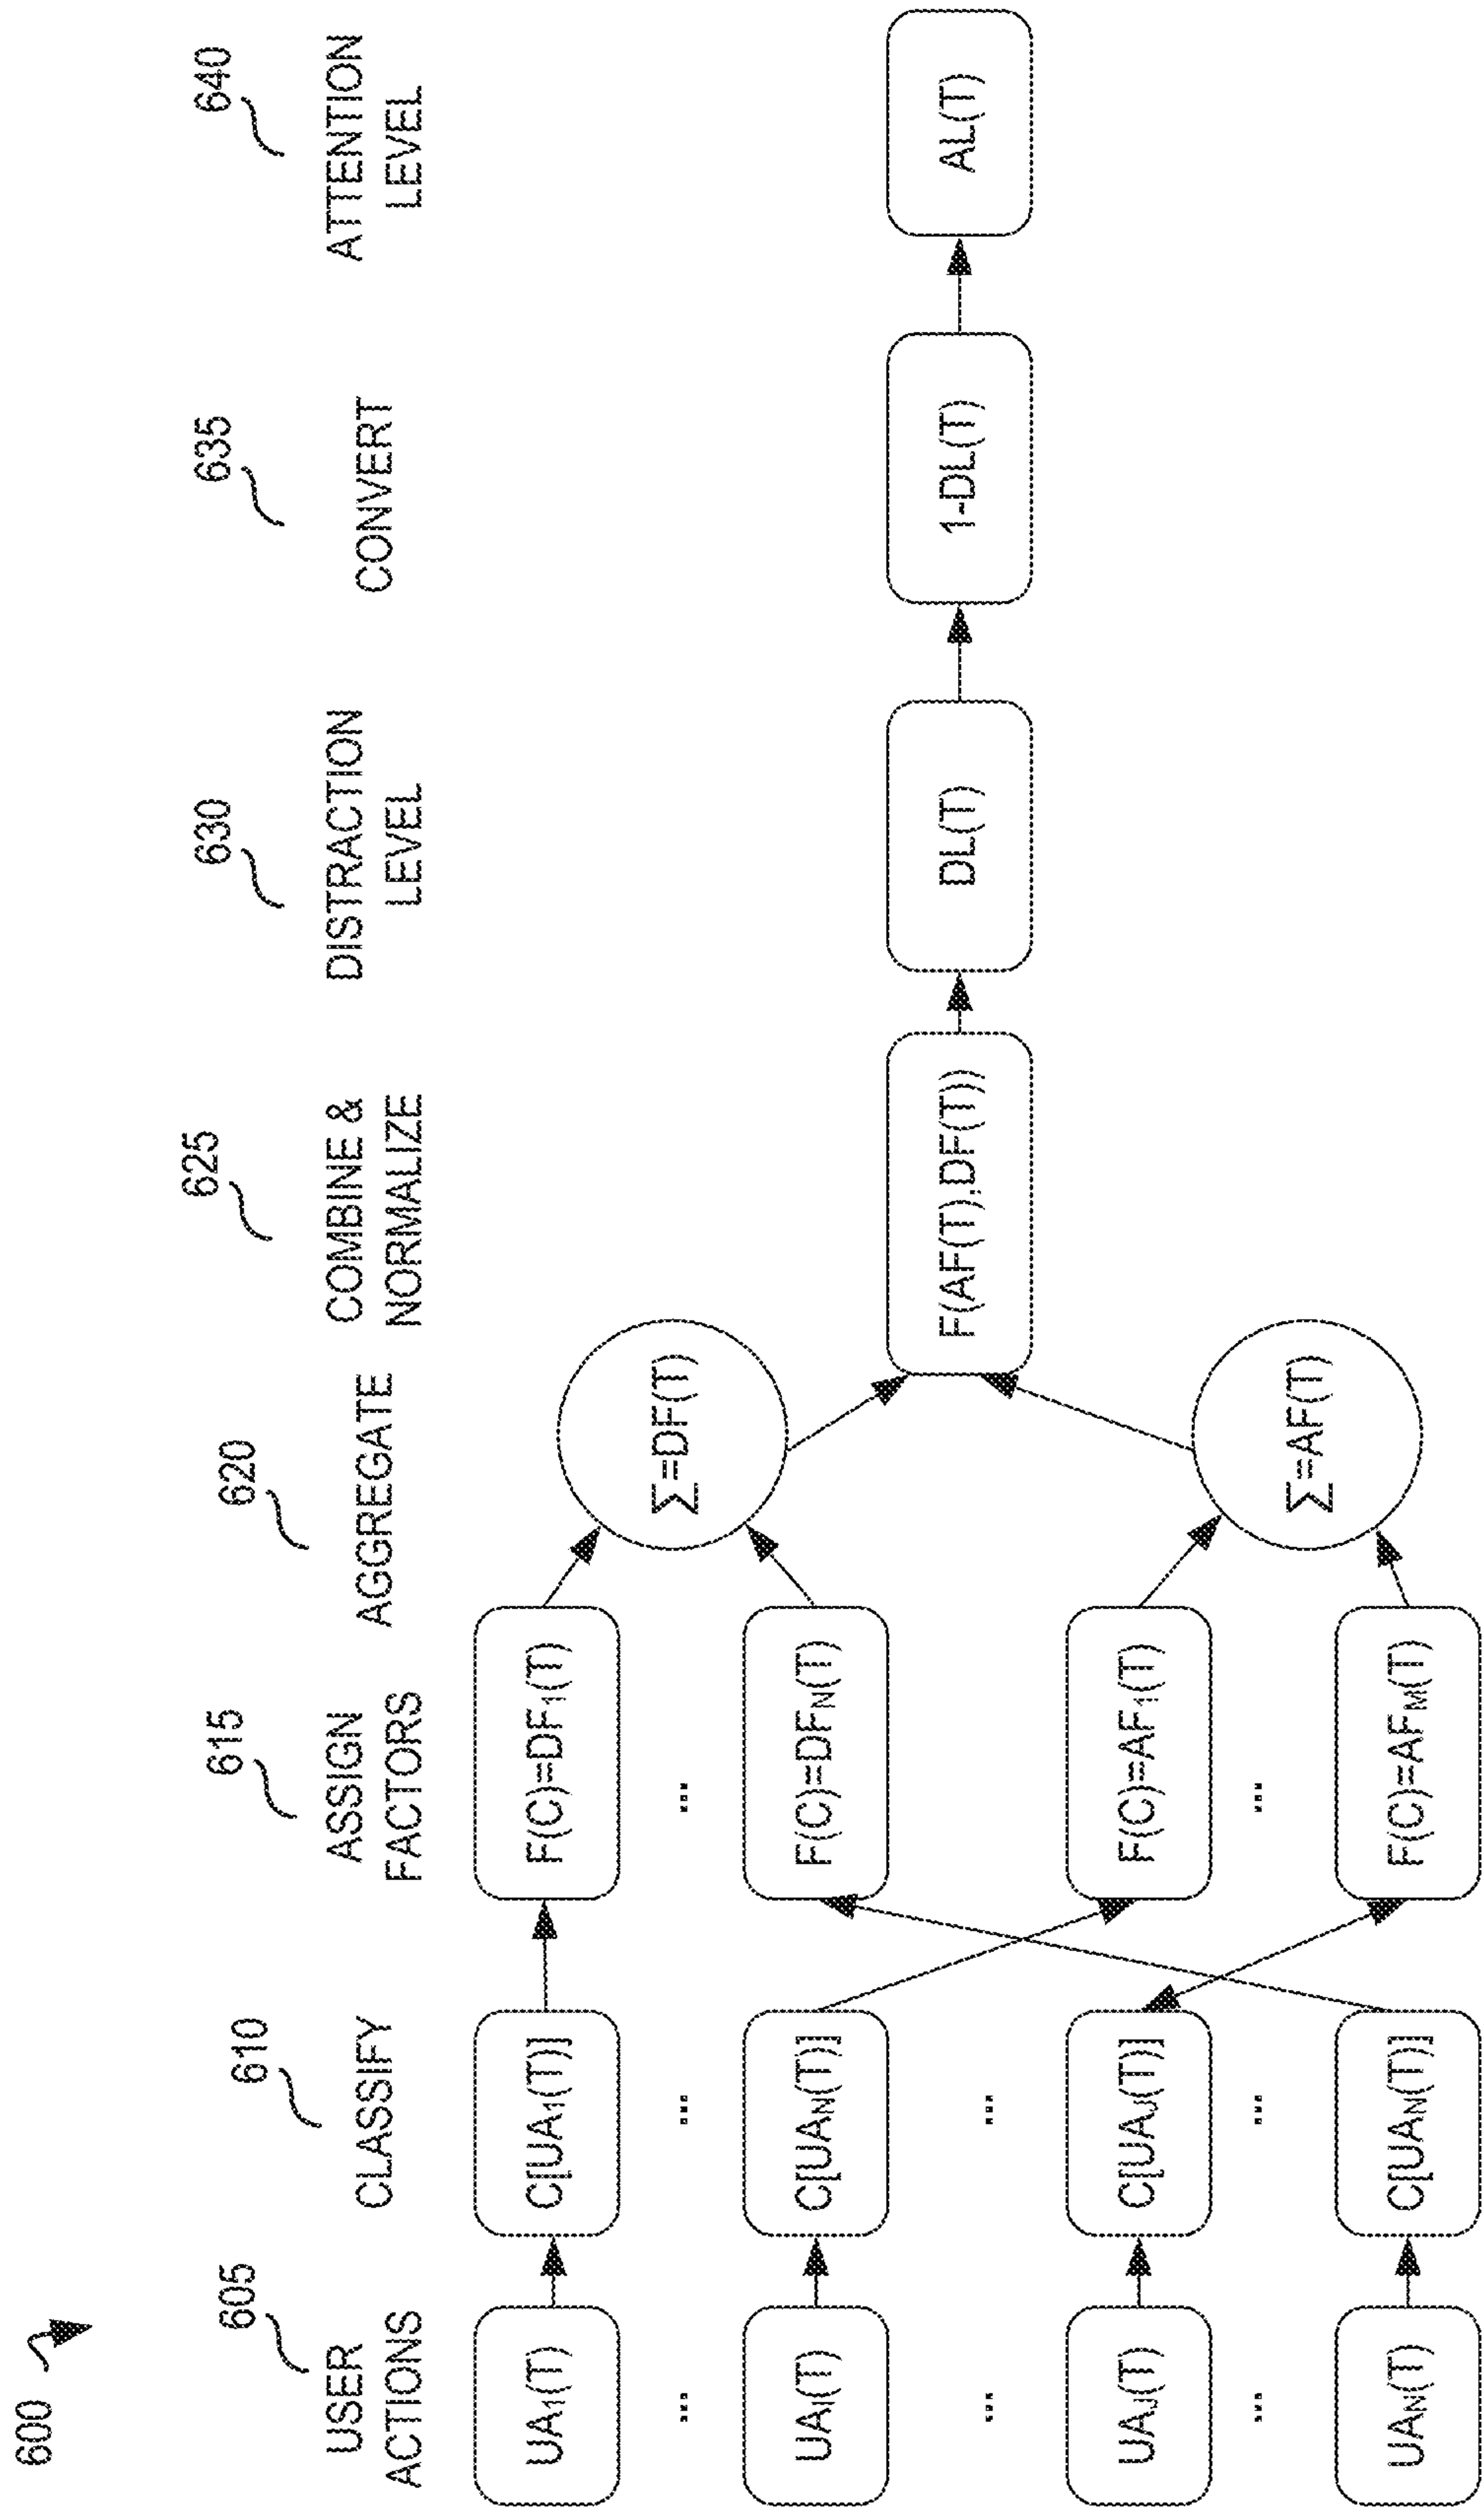 600
605
610
615
620
625
630
635
640
USER
ACTIONS
CLASSIFY
ASSIGN
FACTORS
AGGREGATE
COMBINE &
NORMALIZE
DISTRACTION
LEVEL
CONVERT
ATTENTION
LEVEL
UA₁(T)
C[UA₁(T)]
F(C)=DF₁(T)
∑=DF(T)
...
...
...
UAI(T)
C[UAN(T)]
F(C)=DFN(T)
F(AF(T),DF(T))
DL(T)
1-DL(T)
AL(T)
...
...
UAJ(T)
C[UAJ(T)]
F(C)=AF₁(T)
∑=AF(T)
...
...
...
UAN(T)
C[UAN(T)]
F(C)=AFM(T)